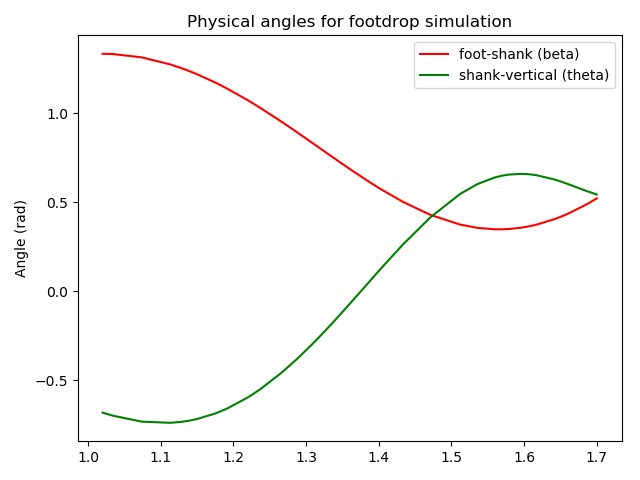 Physical angles for footdrop simulation
foot-shank (beta)
shank-vertical (theta)
Angle (rad)
1.0
0.5
0.0
−0.5
1.0 1.1 1.2 1.3 1.4 1.5 1.6 1.7